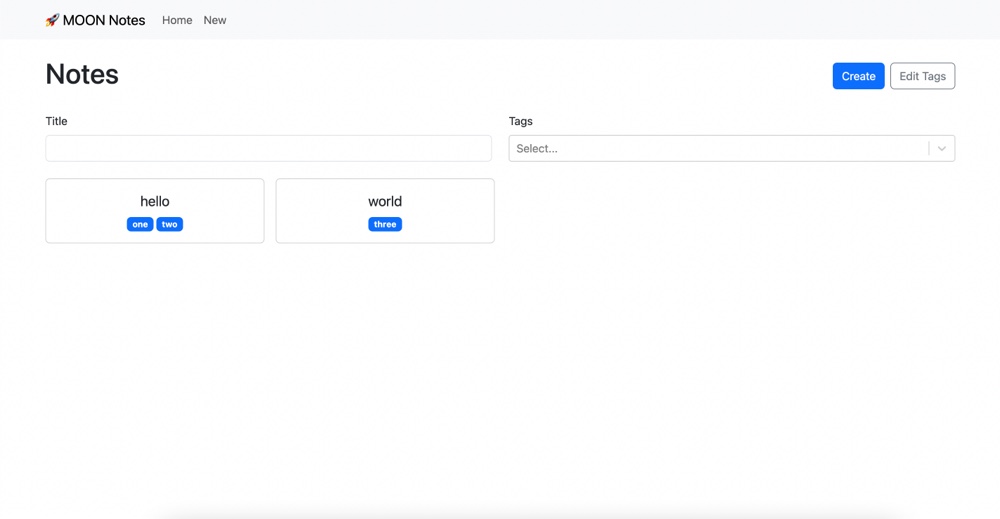 🚀 MOON Notes Home New
Notes
Create Edit Tags
Title
Tags
Select...
hello
one two
world
three